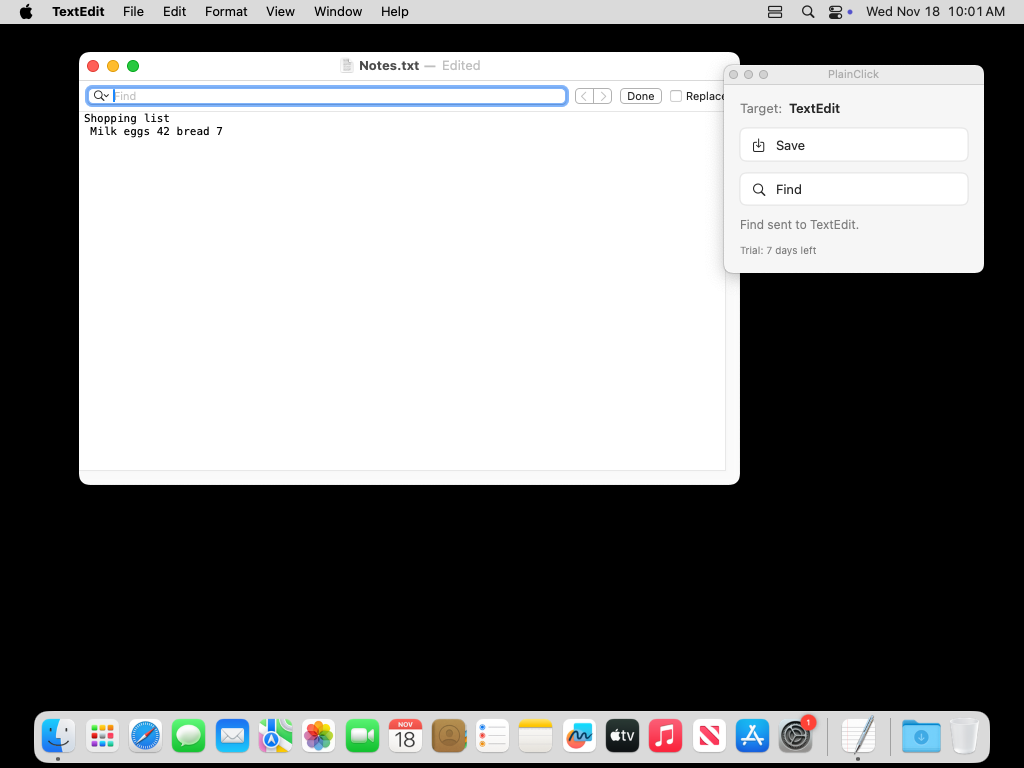 TextEdit File Edit Format View Window Help Wed Nov 18 10:01 AM
Notes.txt — Edited
Find Done Replace
Shopping list
Milk eggs 42 bread 7
PlainClick
Target: TextEdit
Save
Find
Find sent to TextEdit.
Trial: 7 days left
NOV
18
tv
1